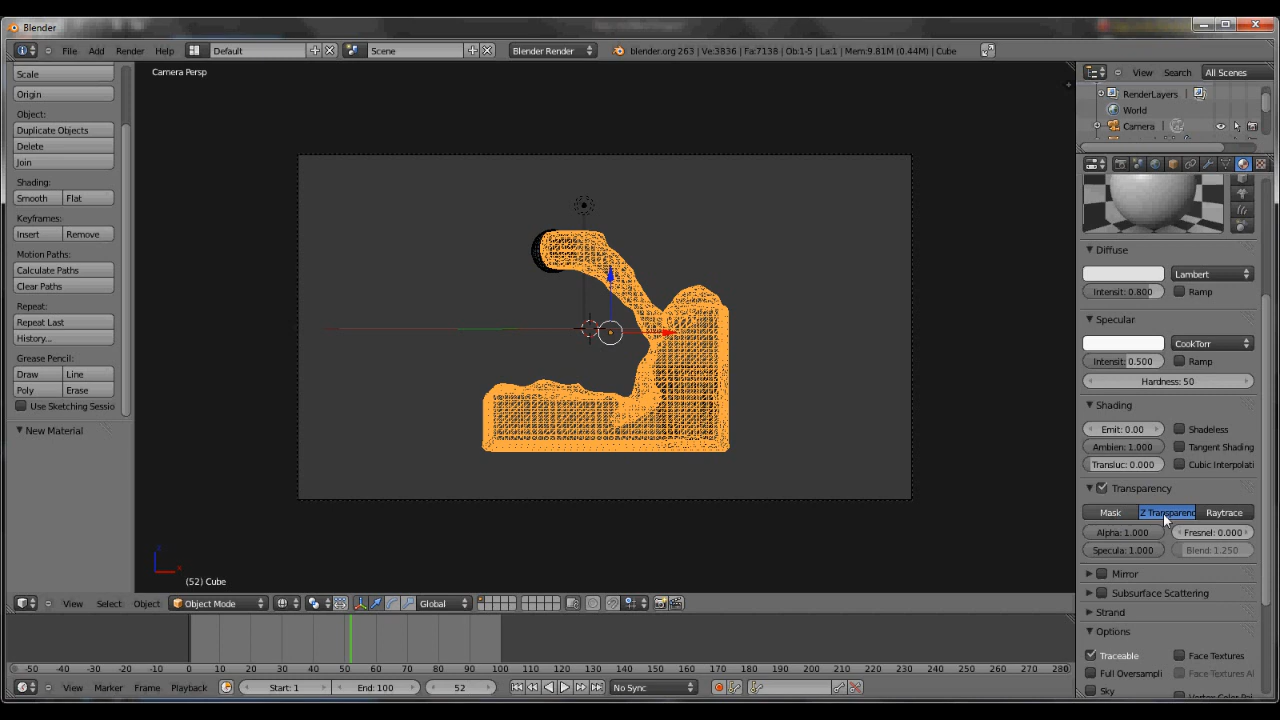 Blender
File Add Render Help Default Scene Blender Render blender.org 263 | Ve:3836 | Fa:7138 | Ob:1-5 | La:1 | Mem:9.81M (0.44M) | Cube
Scale
Origin
Object:
Duplicate Objects
Delete
Join
Shading:
Smooth Flat
Keyframes:
Insert Remove
Motion Paths:
Calculate Paths
Clear Paths
Repeat:
Repeat Last
History...
Grease Pencil:
Draw Line
Poly Erase
Use Sketching Sessio
New Material
Camera Persp
(52) Cube
View Search All Scenes
RenderLayers
World
Camera
Diffuse
Lambert
Intensit: 0.800 Ramp
Specular
CookTorr
Intensit: 0.500 Ramp
Hardness: 50
Shading
Emit: 0.00 Shadeless
Ambien: 1.000 Tangent Shading
Transluc: 0.000 Cubic Interpolati
Transparency
Mask Z Transparenc Raytrace
Alpha: 1.000 Fresnel: 0.000
Specula: 1.000 Blend: 1.250
Mirror
Subsurface Scattering
Strand
Options
Traceable Face Textures
Full Oversampli Face Textures Al
Sky
View Select Object Object Mode Global
-50 -40 -30 -20 -10 0 10 20 30 40 50 60 70 80 90 100 110 120 130 140 150 160 170 180 190 200 210 220 230 240 250 260 270 280
View Marker Frame Playback Start: 1 End: 100 52 No Sync